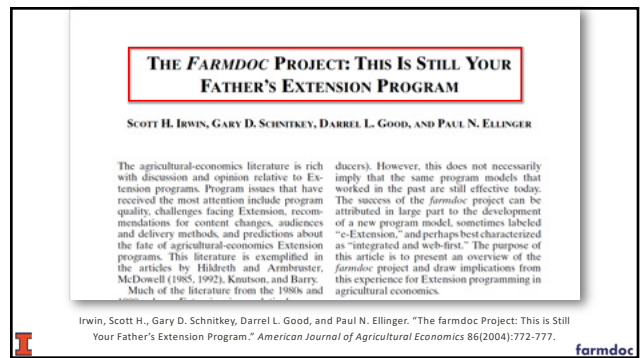 THE FARMDOC PROJECT: THIS IS STILL YOUR
FATHER'S EXTENSION PROGRAM
SCOTT H. IRWIN, GARY D. SCHNITKEY, DARREL L. GOOD, AND PAUL N. ELLINGER
The agricultural-economics literature is rich
with discussion and opinion relative to Ex-
tension programs. Program issues that have
received the most attention include program
quality, challenges facing Extension, recom-
mendations for content changes, audiences
and delivery methods, and predictions about
the fate of agricultural-economics Extension
programs. This literature is exemplified in
the articles by Hildreth and Armbruster,
McDowell (1985, 1992), Knutson, and Barry.
Much of the literature from the 1980s and
ducers). However, this does not necessarily
imply that the same program models that
worked in the past are still effective today.
The success of the farmdoc project can be
attributed in large part to the development
of a new program model, sometimes labeled
"e-Extension," and perhaps best characterized
as "integrated and web-first." The purpose of
this article is to present an overview of the
farmdoc project and draw implications from
this experience for Extension programming in
agricultural economics.
Irwin, Scott H., Gary D. Schnitkey, Darrel L. Good, and Paul N. Ellinger. "The farmdoc Project: This is Still
Your Father's Extension Program." American Journal of Agricultural Economics 86(2004):772-777.
I
farmdoc